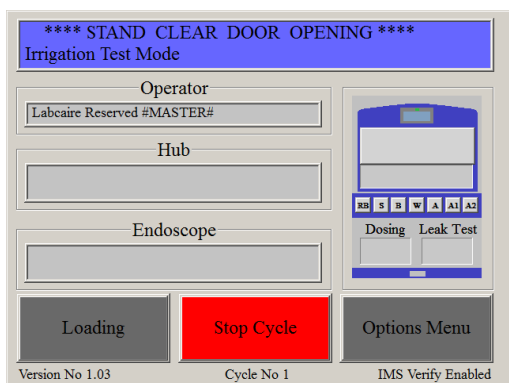 **** STAND CLEAR DOOR OPENING ****
Irrigation Test Mode
Operator
Labcaire Reserved #MASTER#
Hub
RB S B W A A1 A2
Endoscope
Dosing Leak Test
Loading Stop Cycle Options Menu
Version No 1.03 Cycle No 1 IMS Verify Enabled